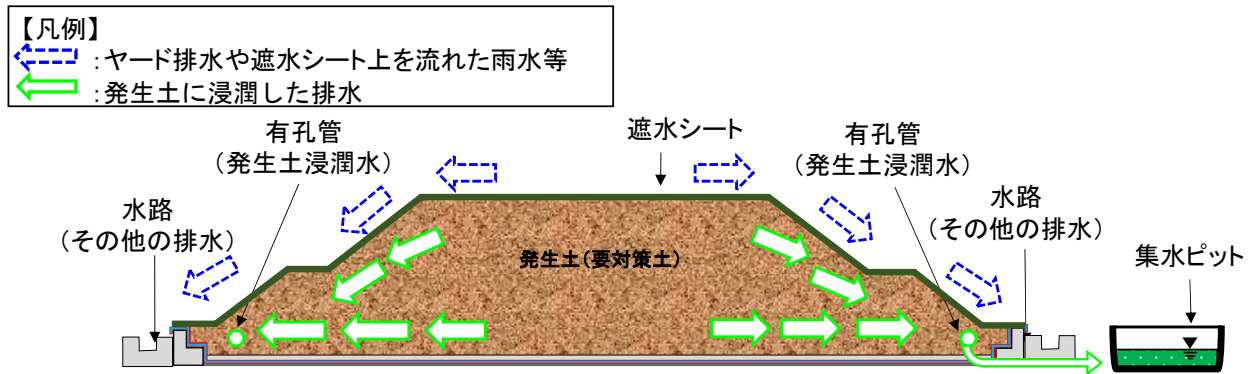 【凡例】
：ヤード排水や遮水シート上を流れた雨水等
：発生土に浸潤した排水
有孔管
（発生土浸潤水）
遮水シート
有孔管
（発生土浸潤水）
水路
（その他の排水）
水路
（その他の排水）
集水ピット
発生土（要対策土）